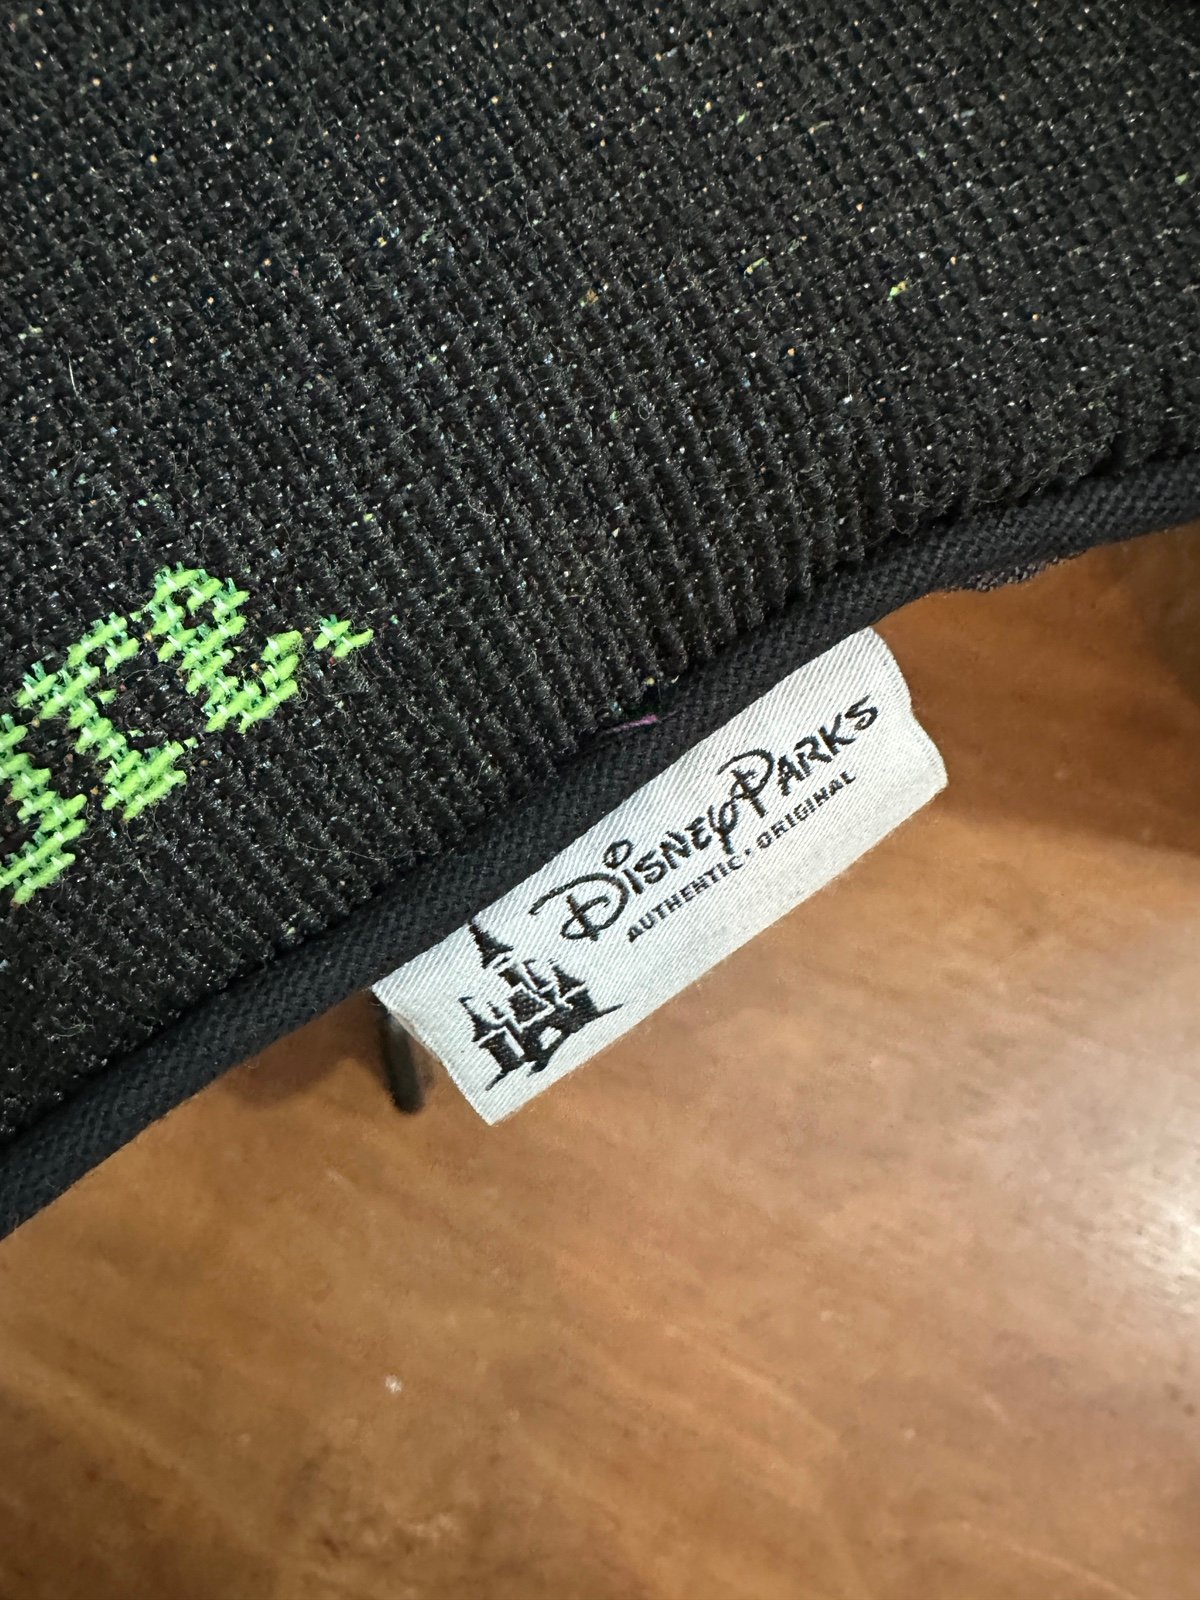 Disney Parks
AUTHENTIC • ORIGINAL